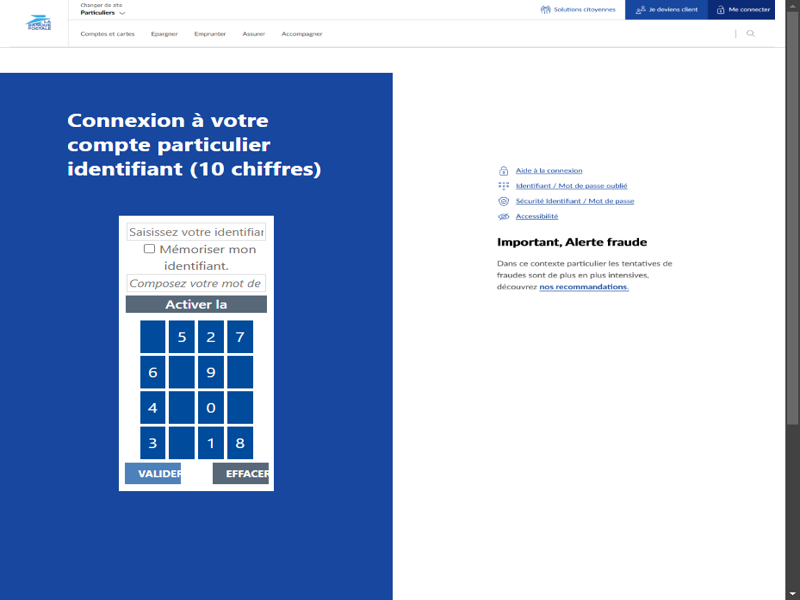 LA
BANQUE
POSTALE
Changer de site
Particuliers
Solutions citoyennes
Je deviens client
Me connecter
Comptes et cartes Epargner Emprunter Assurer Accompagner
Connexion à votre
compte particulier
identifiant (10 chiffres)
Saisissez votre identifiar
Mémoriser mon
identifiant.
Composez votre mot de
Activer la
5 2 7
6 9
4 0
3 1 8
VALIDER
EFFACER
Aide à la connexion
Identifiant / Mot de passe oublié
Sécurité Identifiant / Mot de passe
Accessibilité
Important, Alerte fraude
Dans ce contexte particulier les tentatives de
fraudes sont de plus en plus intensives,
découvrez nos recommandations.